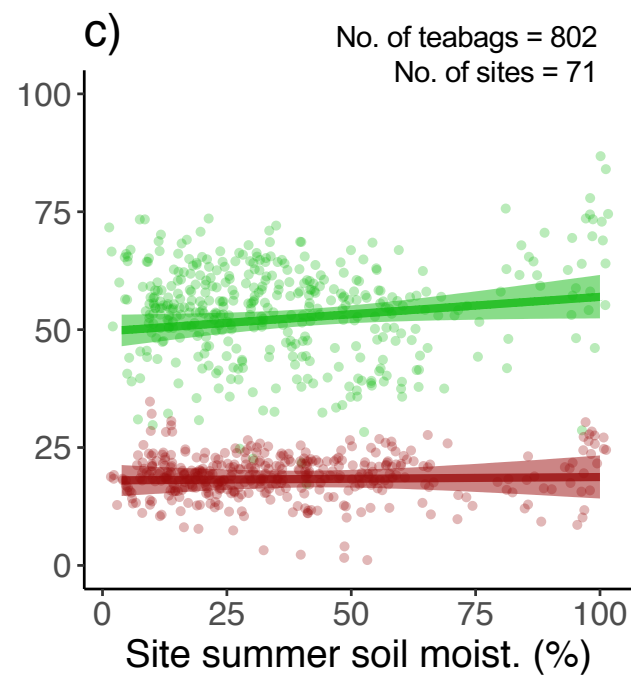 c)
No. of teabags = 802
No. of sites = 71
100
75
50
25
0
0 25 50 75 100
Site summer soil moist. (%)